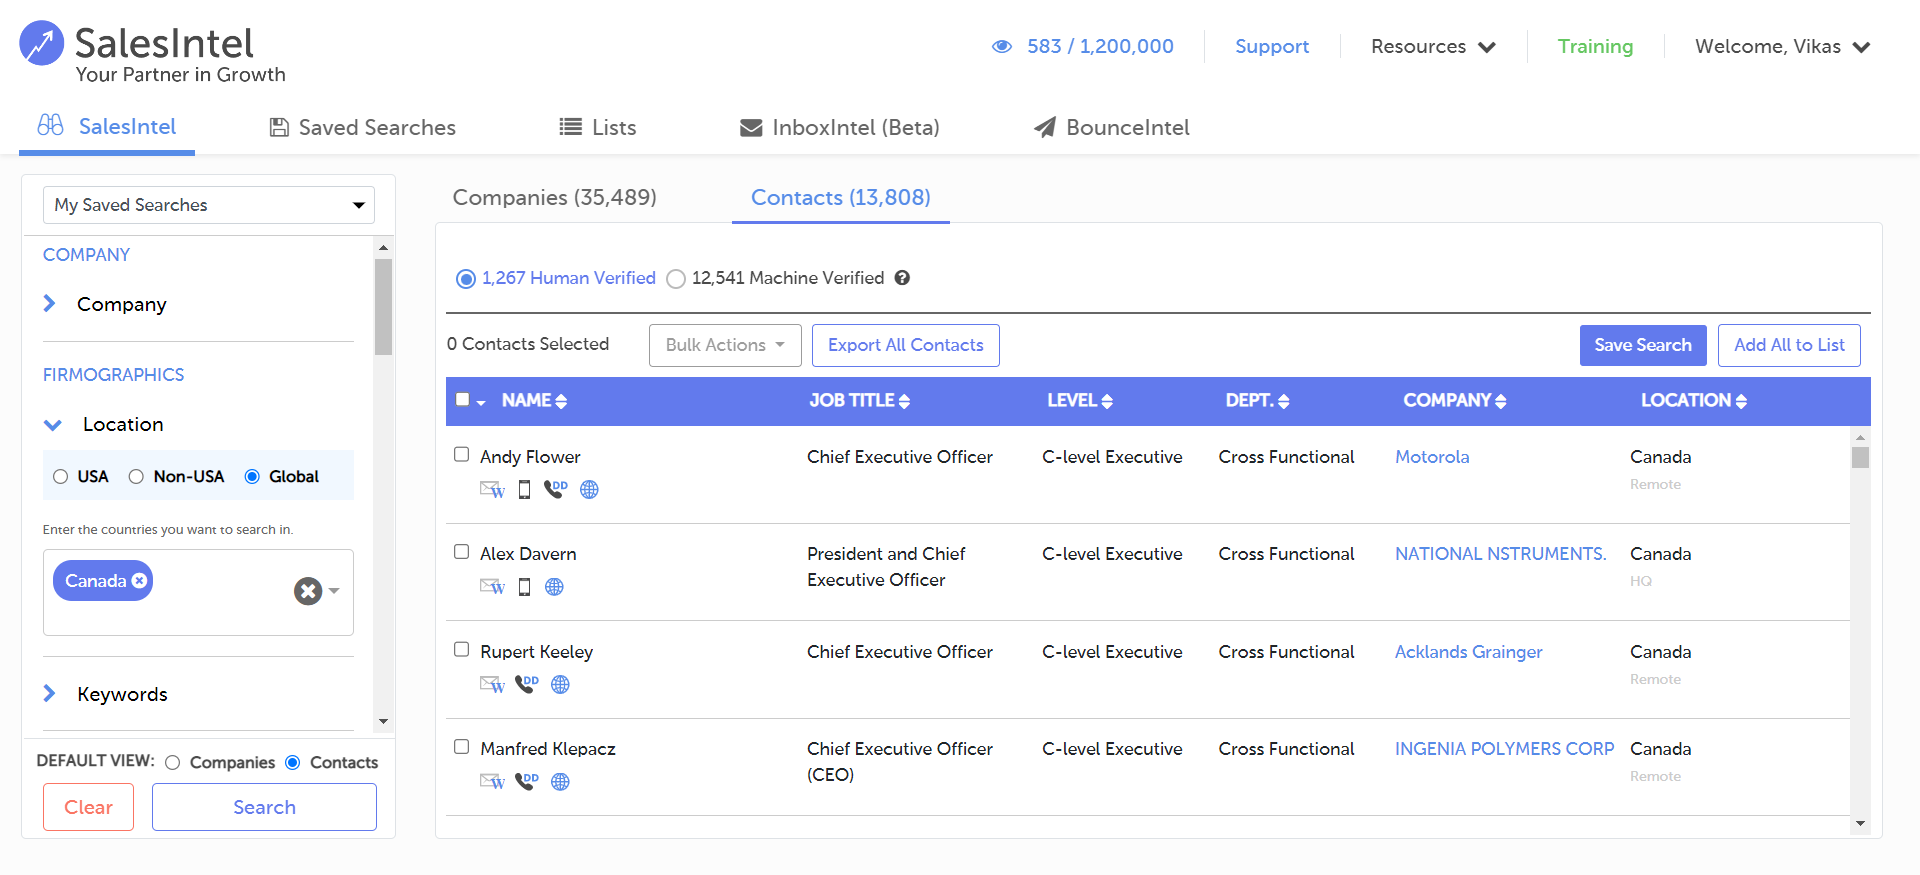 SalesIntel
Your Partner in Growth
583 / 1,200,000
Support
Resources
Training
Welcome, Vikas
SalesIntel
Saved Searches
Lists
InboxIntel (Beta)
BounceIntel
My Saved Searches
COMPANY
Company
FIRMOGRAPHICS
Location
USA Non-USA Global
Enter the countries you want to search in.
Canada
Keywords
DEFAULT VIEW: Companies Contacts
Clear Search
Companies (35,489) Contacts (13,808)
1,267 Human Verified 12,541 Machine Verified ?
0 Contacts Selected Bulk Actions Export All Contacts Save Search Add All to List
NAME JOB TITLE LEVEL DEPT. COMPANY LOCATION
Andy Flower Chief Executive Officer C-level Executive Cross Functional Motorola Canada
W DD Remote
Alex Davern President and Chief C-level Executive Cross Functional NATIONAL NSTRUMENTS. Canada
Executive Officer
W HQ
Rupert Keeley Chief Executive Officer C-level Executive Cross Functional Acklands Grainger Canada
W DD Remote
Manfred Klepacz Chief Executive Officer C-level Executive Cross Functional INGENIA POLYMERS CORP Canada
(CEO)
W DD Remote